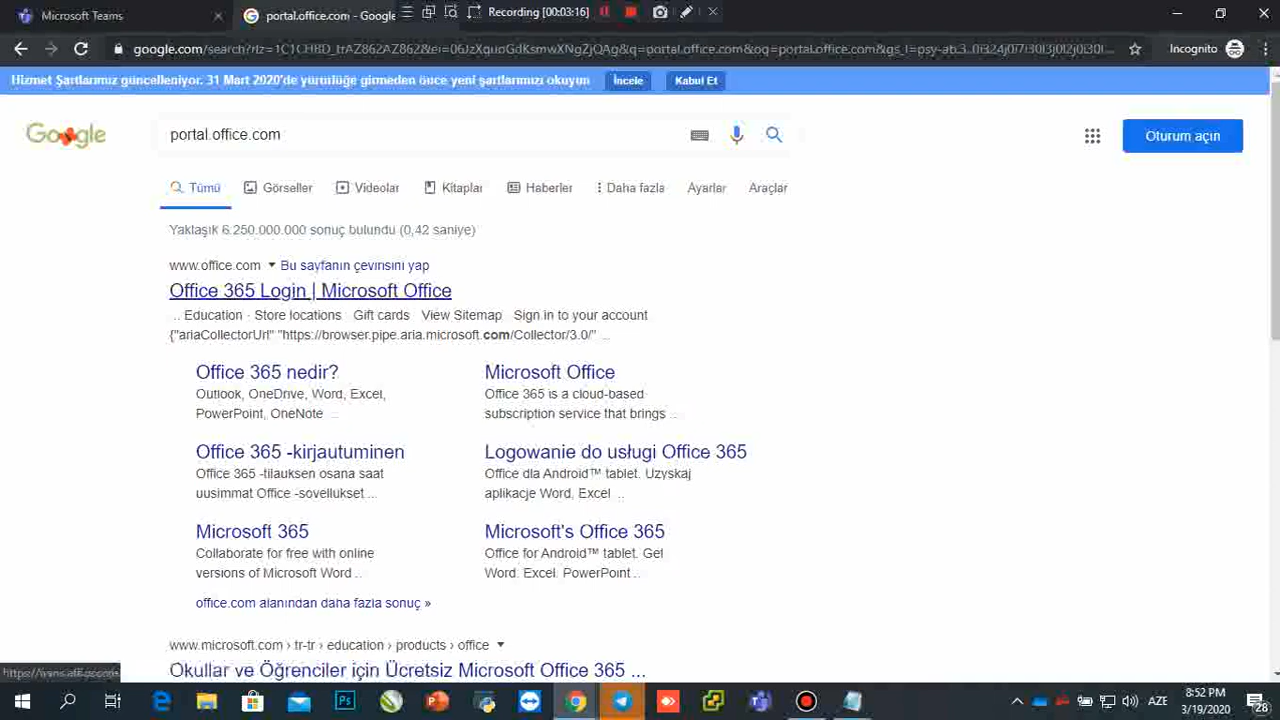 Microsoft Teams
portal.office.com - Google
Recording [00:03:16]
Incognito
Hizmet Şartlarımız güncelleniyor. 31 Mart 2020'de yürürlüğe girmeden önce yeni şartlarımızı okuyun
İncele
Kabul Et
Google
portal.office.com
Oturum açın
Tümü
Görseller
Videolar
Kitaplar
Haberler
Daha fazla
Ayarlar
Araçlar
Yaklaşık 6.250.000.000 sonuç bulundu (0,42 saniye)
www.office.com Bu sayfanın çevirisini yap
Office 365 Login | Microsoft Office
.. Education · Store locations · Gift cards · View Sitemap · Sign in to your account
{"ariaCollectorUrl" "https://browser.pipe.aria.microsoft.com/Collector/3.0/" ...
Office 365 nedir?
Outlook, OneDrive, Word, Excel,
PowerPoint, OneNote ...
Microsoft Office
Office 365 is a cloud-based
subscription service that brings ...
Office 365 -kirjautuminen
Office 365 -tilauksen osana saat
uusimmat Office -sovellukset ...
Logowanie do usługi Office 365
Office dla Android™ tablet. Uzyskaj
aplikacje Word, Excel ...
Microsoft 365
Collaborate for free with online
versions of Microsoft Word ...
Microsoft's Office 365
Office for Android™ tablet. Get
Word. Excel. PowerPoint ...
office.com alanından daha fazla sonuç »
www.microsoft.com › tr-tr › education › products › office
Okullar ve Öğrenciler için Ücretsiz Microsoft Office 365 ...
AZE
8:52 PM
3/19/2020
28